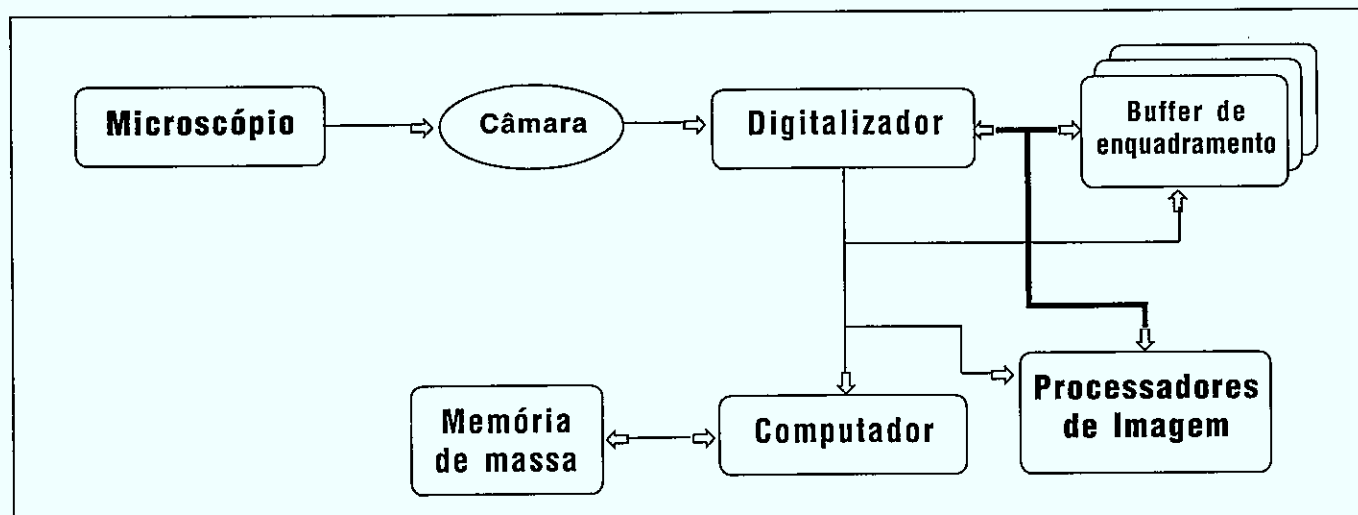 Microscópio
Câmara
Digitalizador
Buffer de
enquadramento
Memória
de massa
Computador
Processadores
de Imagem